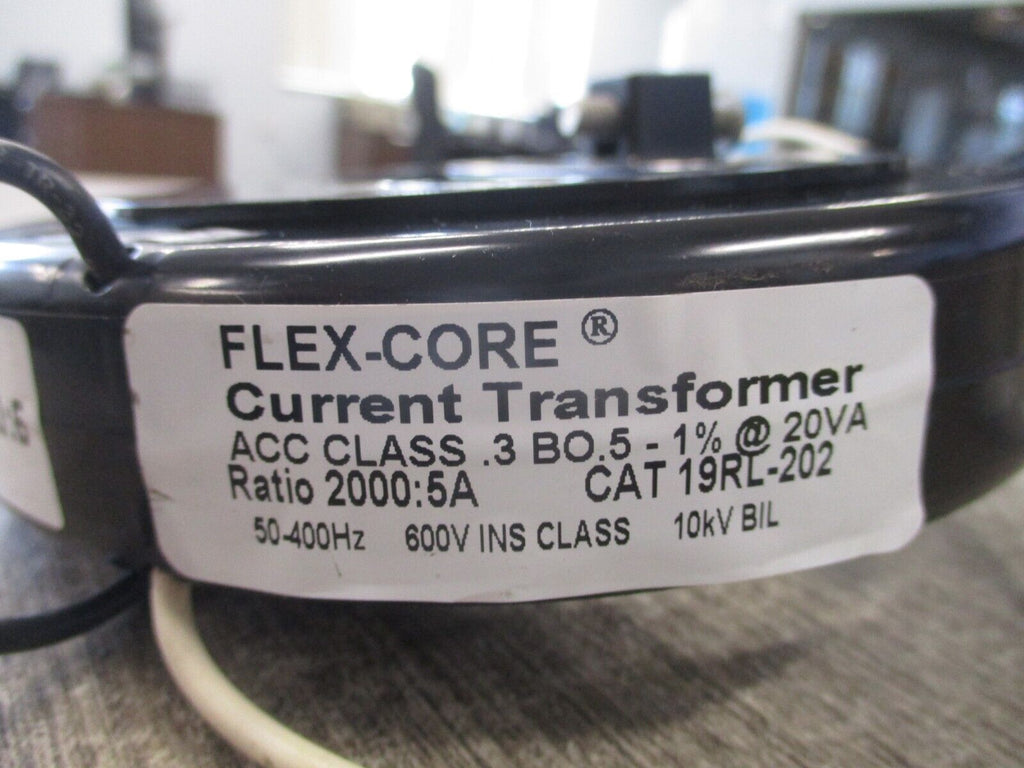 FLEX-CORE ®
Current Transformer
ACC CLASS .3 BO.5 - 1% @ 20VA
Ratio 2000:5A CAT 19RL-202
50-400Hz 600V INS CLASS 10kV BIL